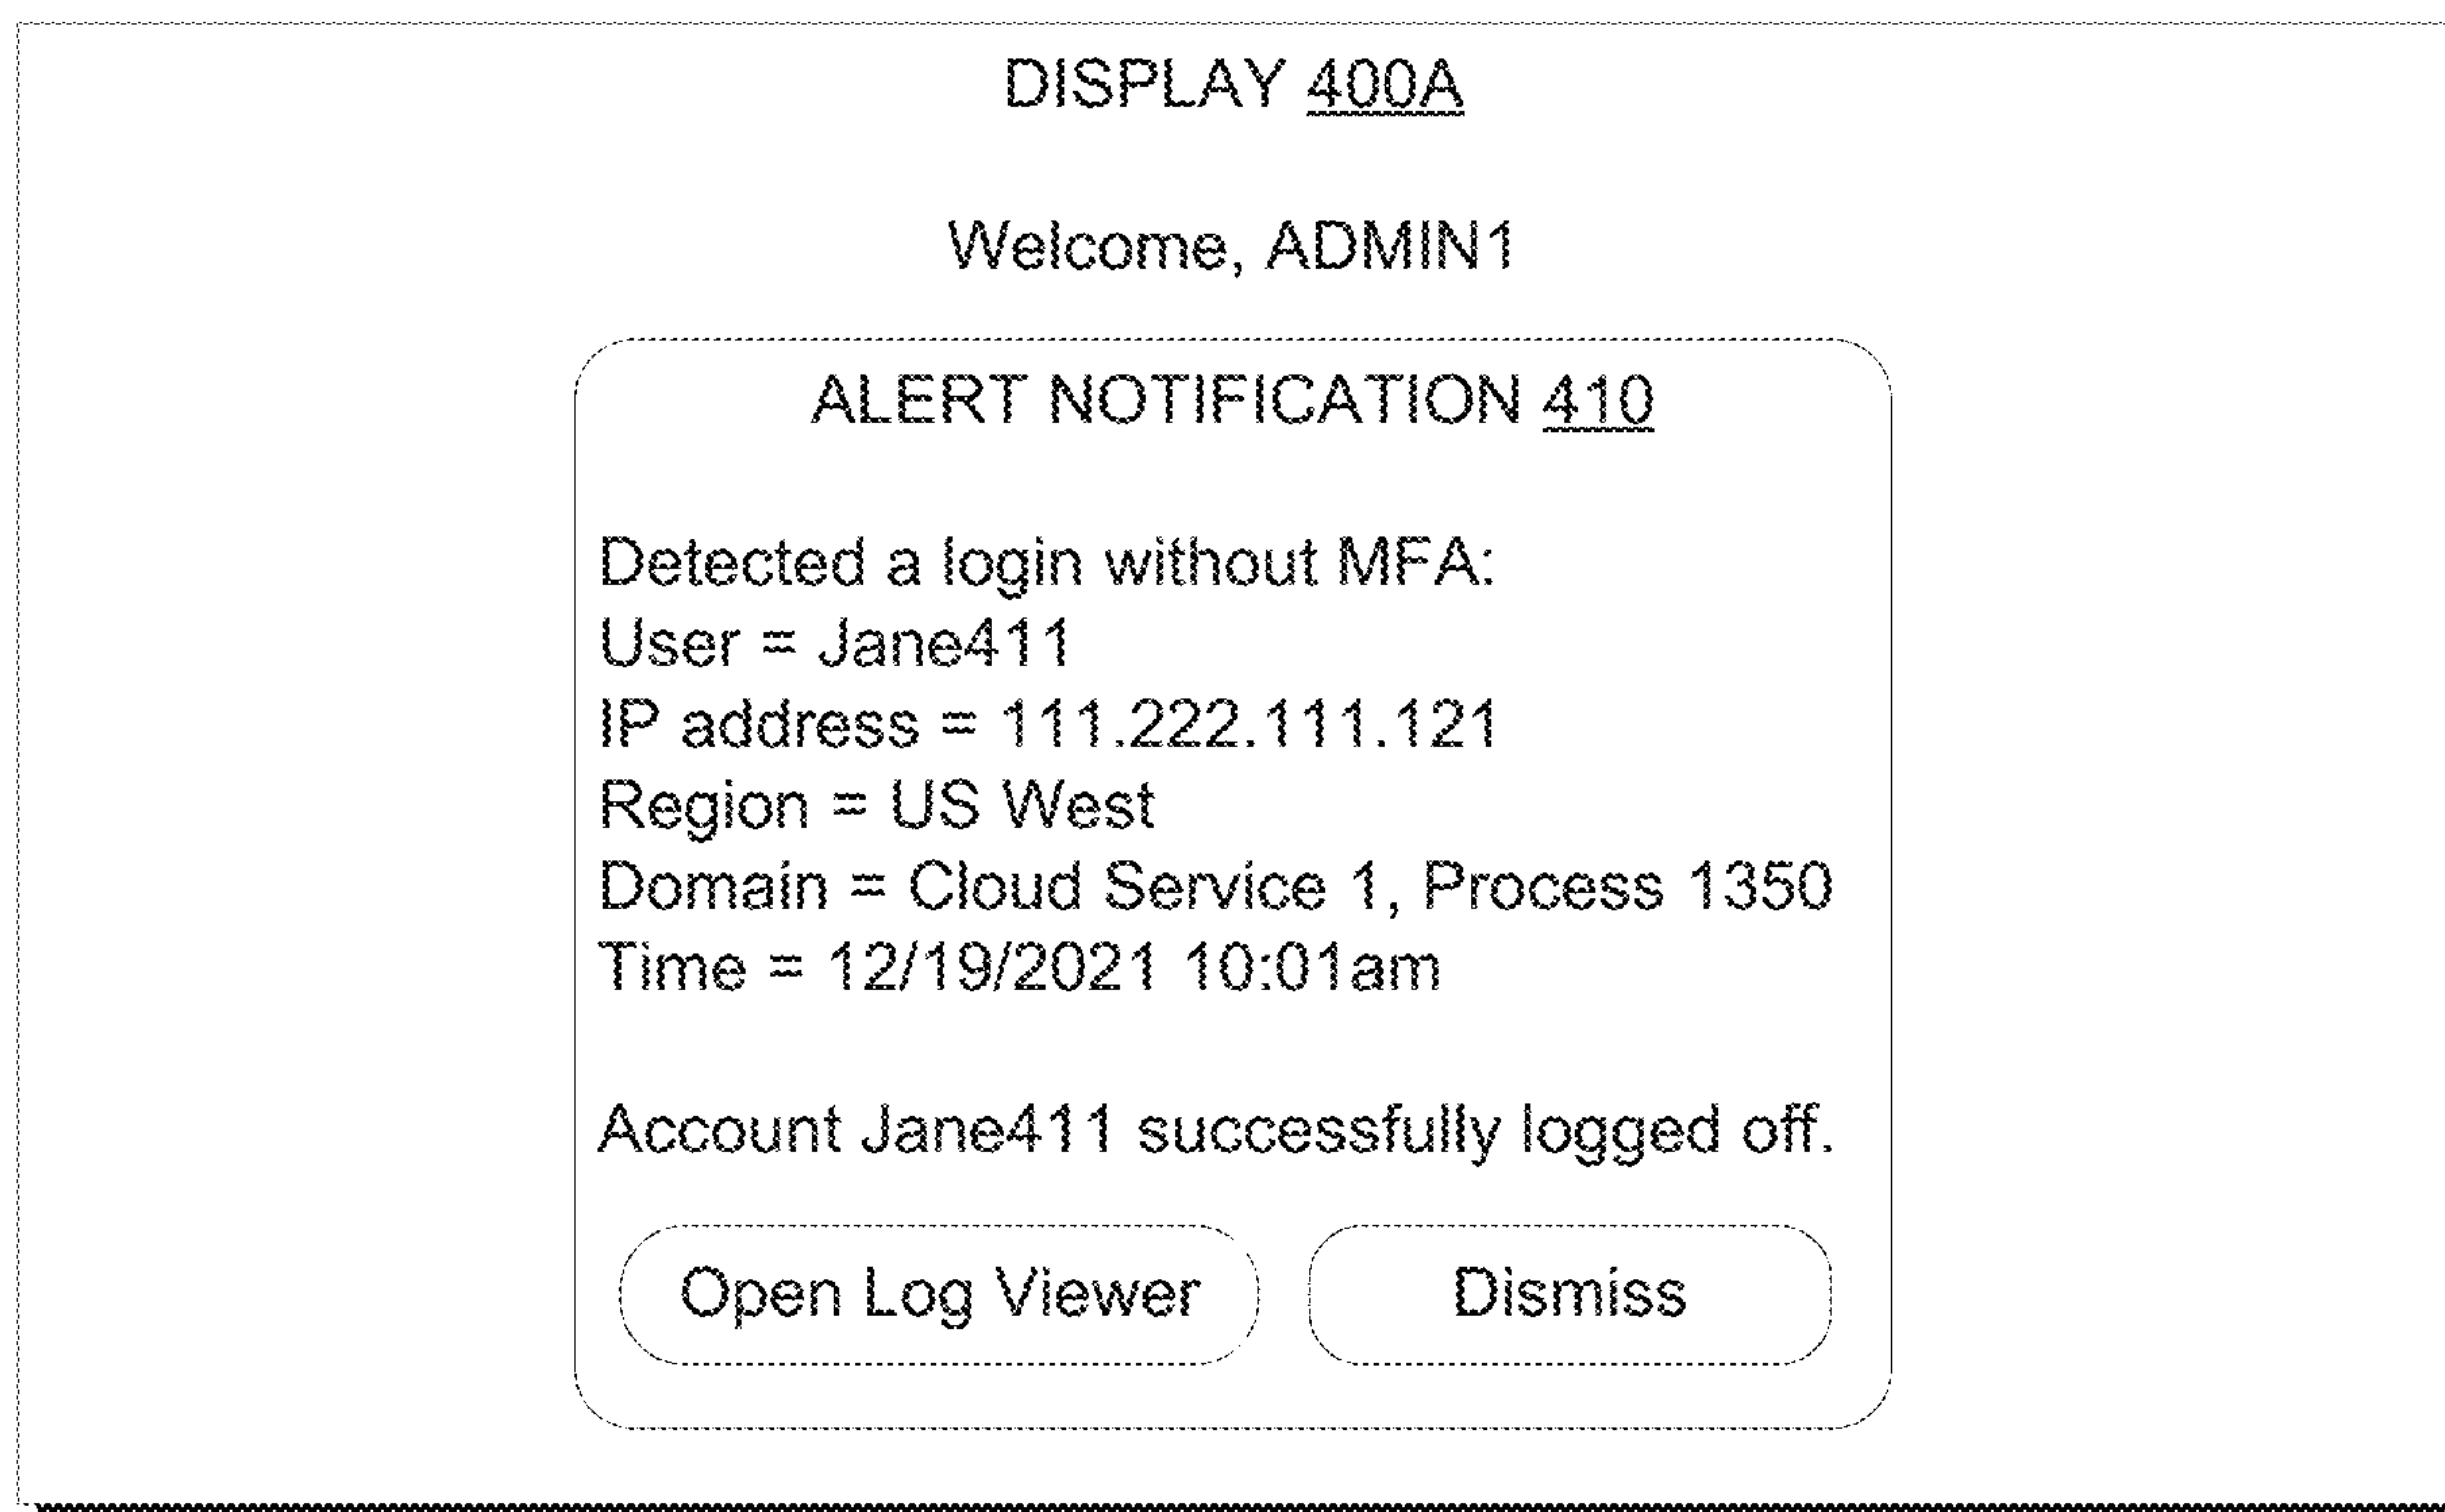 DISPLAY 400A
Welcome, ADMIN1
ALERT NOTIFICATION 410
Detected a login without MFA:
User = Jane411
IP address = 111.222.111.121
Region = US West
Domain = Cloud Service 1, Process 1350
Time = 12/19/2021 10:01am
Account Jane411 successfully logged off.
Open Log Viewer
Dismiss